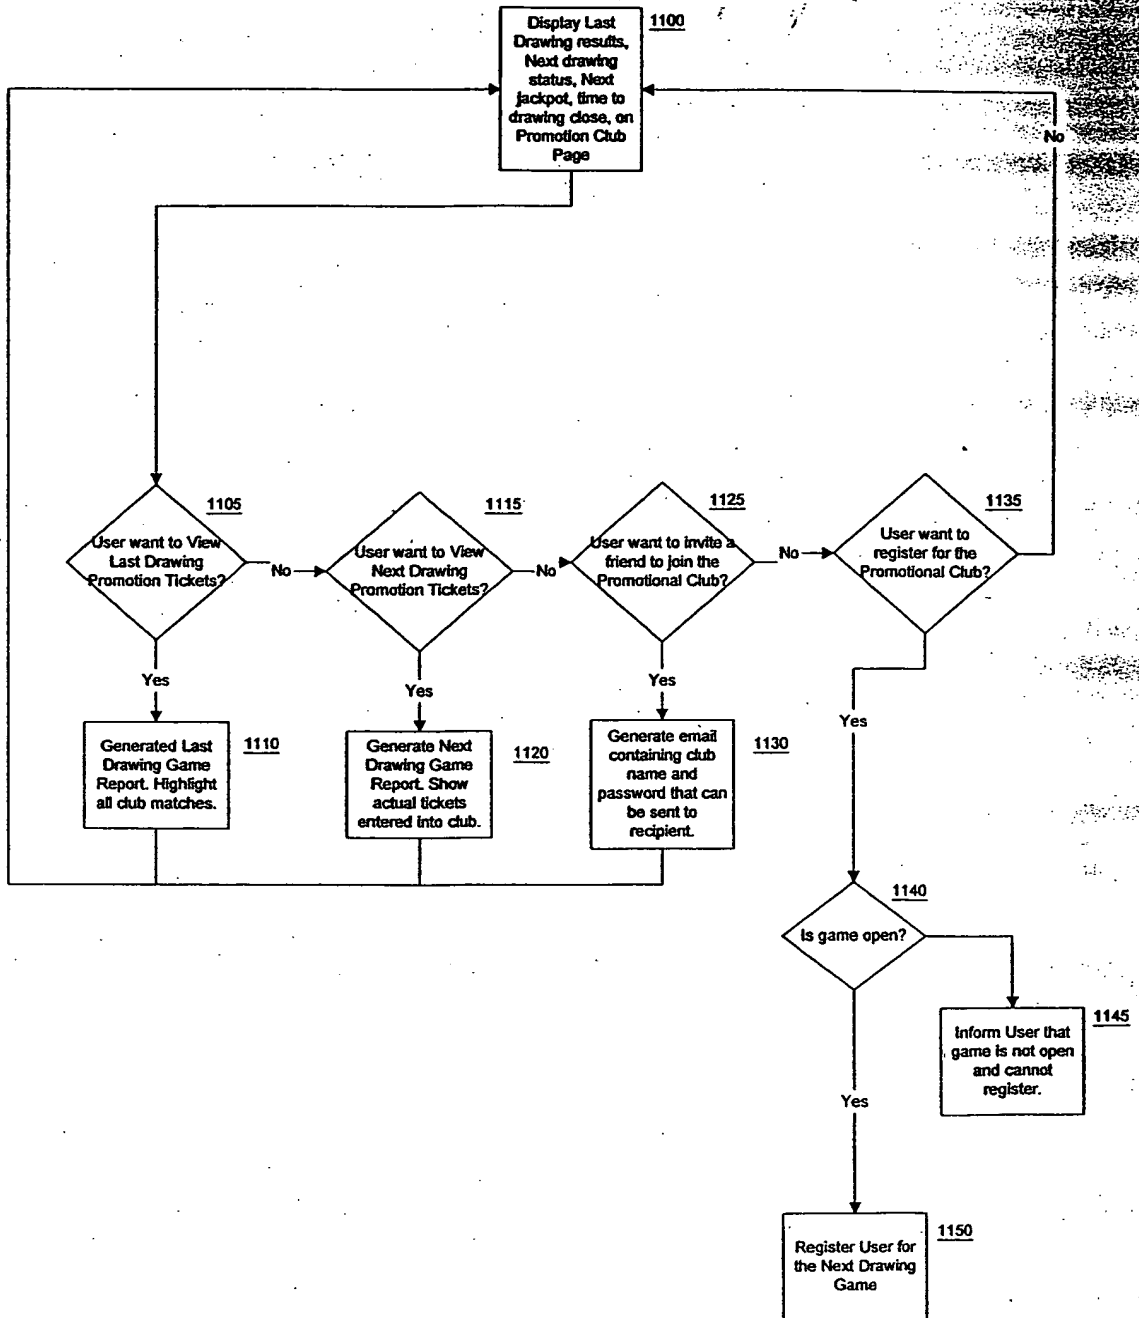 Display Last
Drawing results,
Next drawing
status, Next
jackpot, time to
drawing close, on
Promotion Club
Page
1100
No
1105
User want to View
Last Drawing
Promotion Tickets?
No
1115
User want to View
Next Drawing
Promotion Tickets?
No
1125
User want to invite a
friend to join the
Promotional Club?
No
1135
User want to
register for the
Promotional Club?
Yes
Yes
Yes
Yes
Generated Last
Drawing Game
Report. Highlight
all club matches.
1110
Generate Next
Drawing Game
Report. Show
actual tickets
entered into club.
1120
Generate email
containing club
name and
password that can
be sent to
recipient.
1130
1140
Is game open?
Inform User that
game is not open
and cannot
register.
1145
Yes
Register User for
the Next Drawing
Game
1150